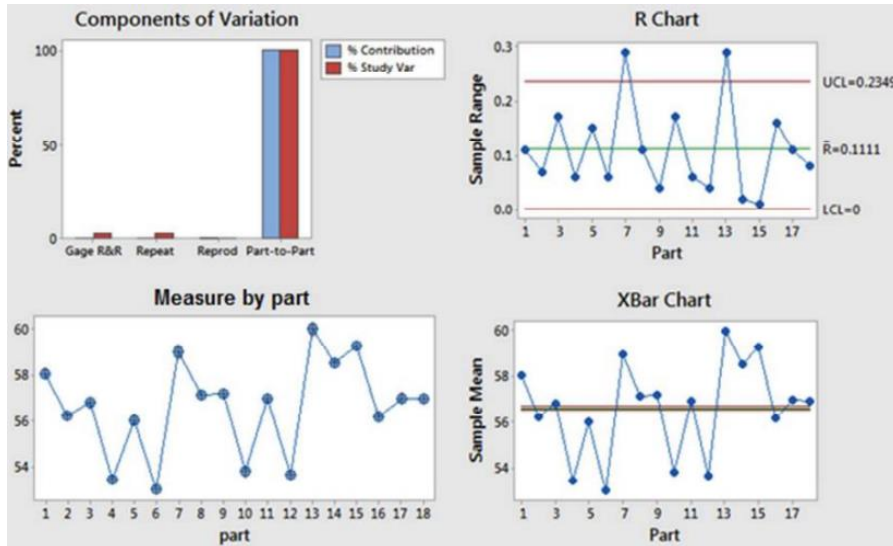 Components of Variation
100
50
0
Percent
Gage R&R Repeat Reprod Part-to-Part
% Contribution
% Study Var
R Chart
0.3
0.2
0.1
0.0
Sample Range
UCL=0.2349
R̄=0.1111
LCL=0
1 3 5 7 9 11 13 15 17
Part
Measure by part
60
58
56
54
1 2 3 4 5 6 7 8 9 10 11 12 13 14 15 16 17 18
part
XBar Chart
60
58
56
54
Sample Mean
1 3 5 7 9 11 13 15 17
Part